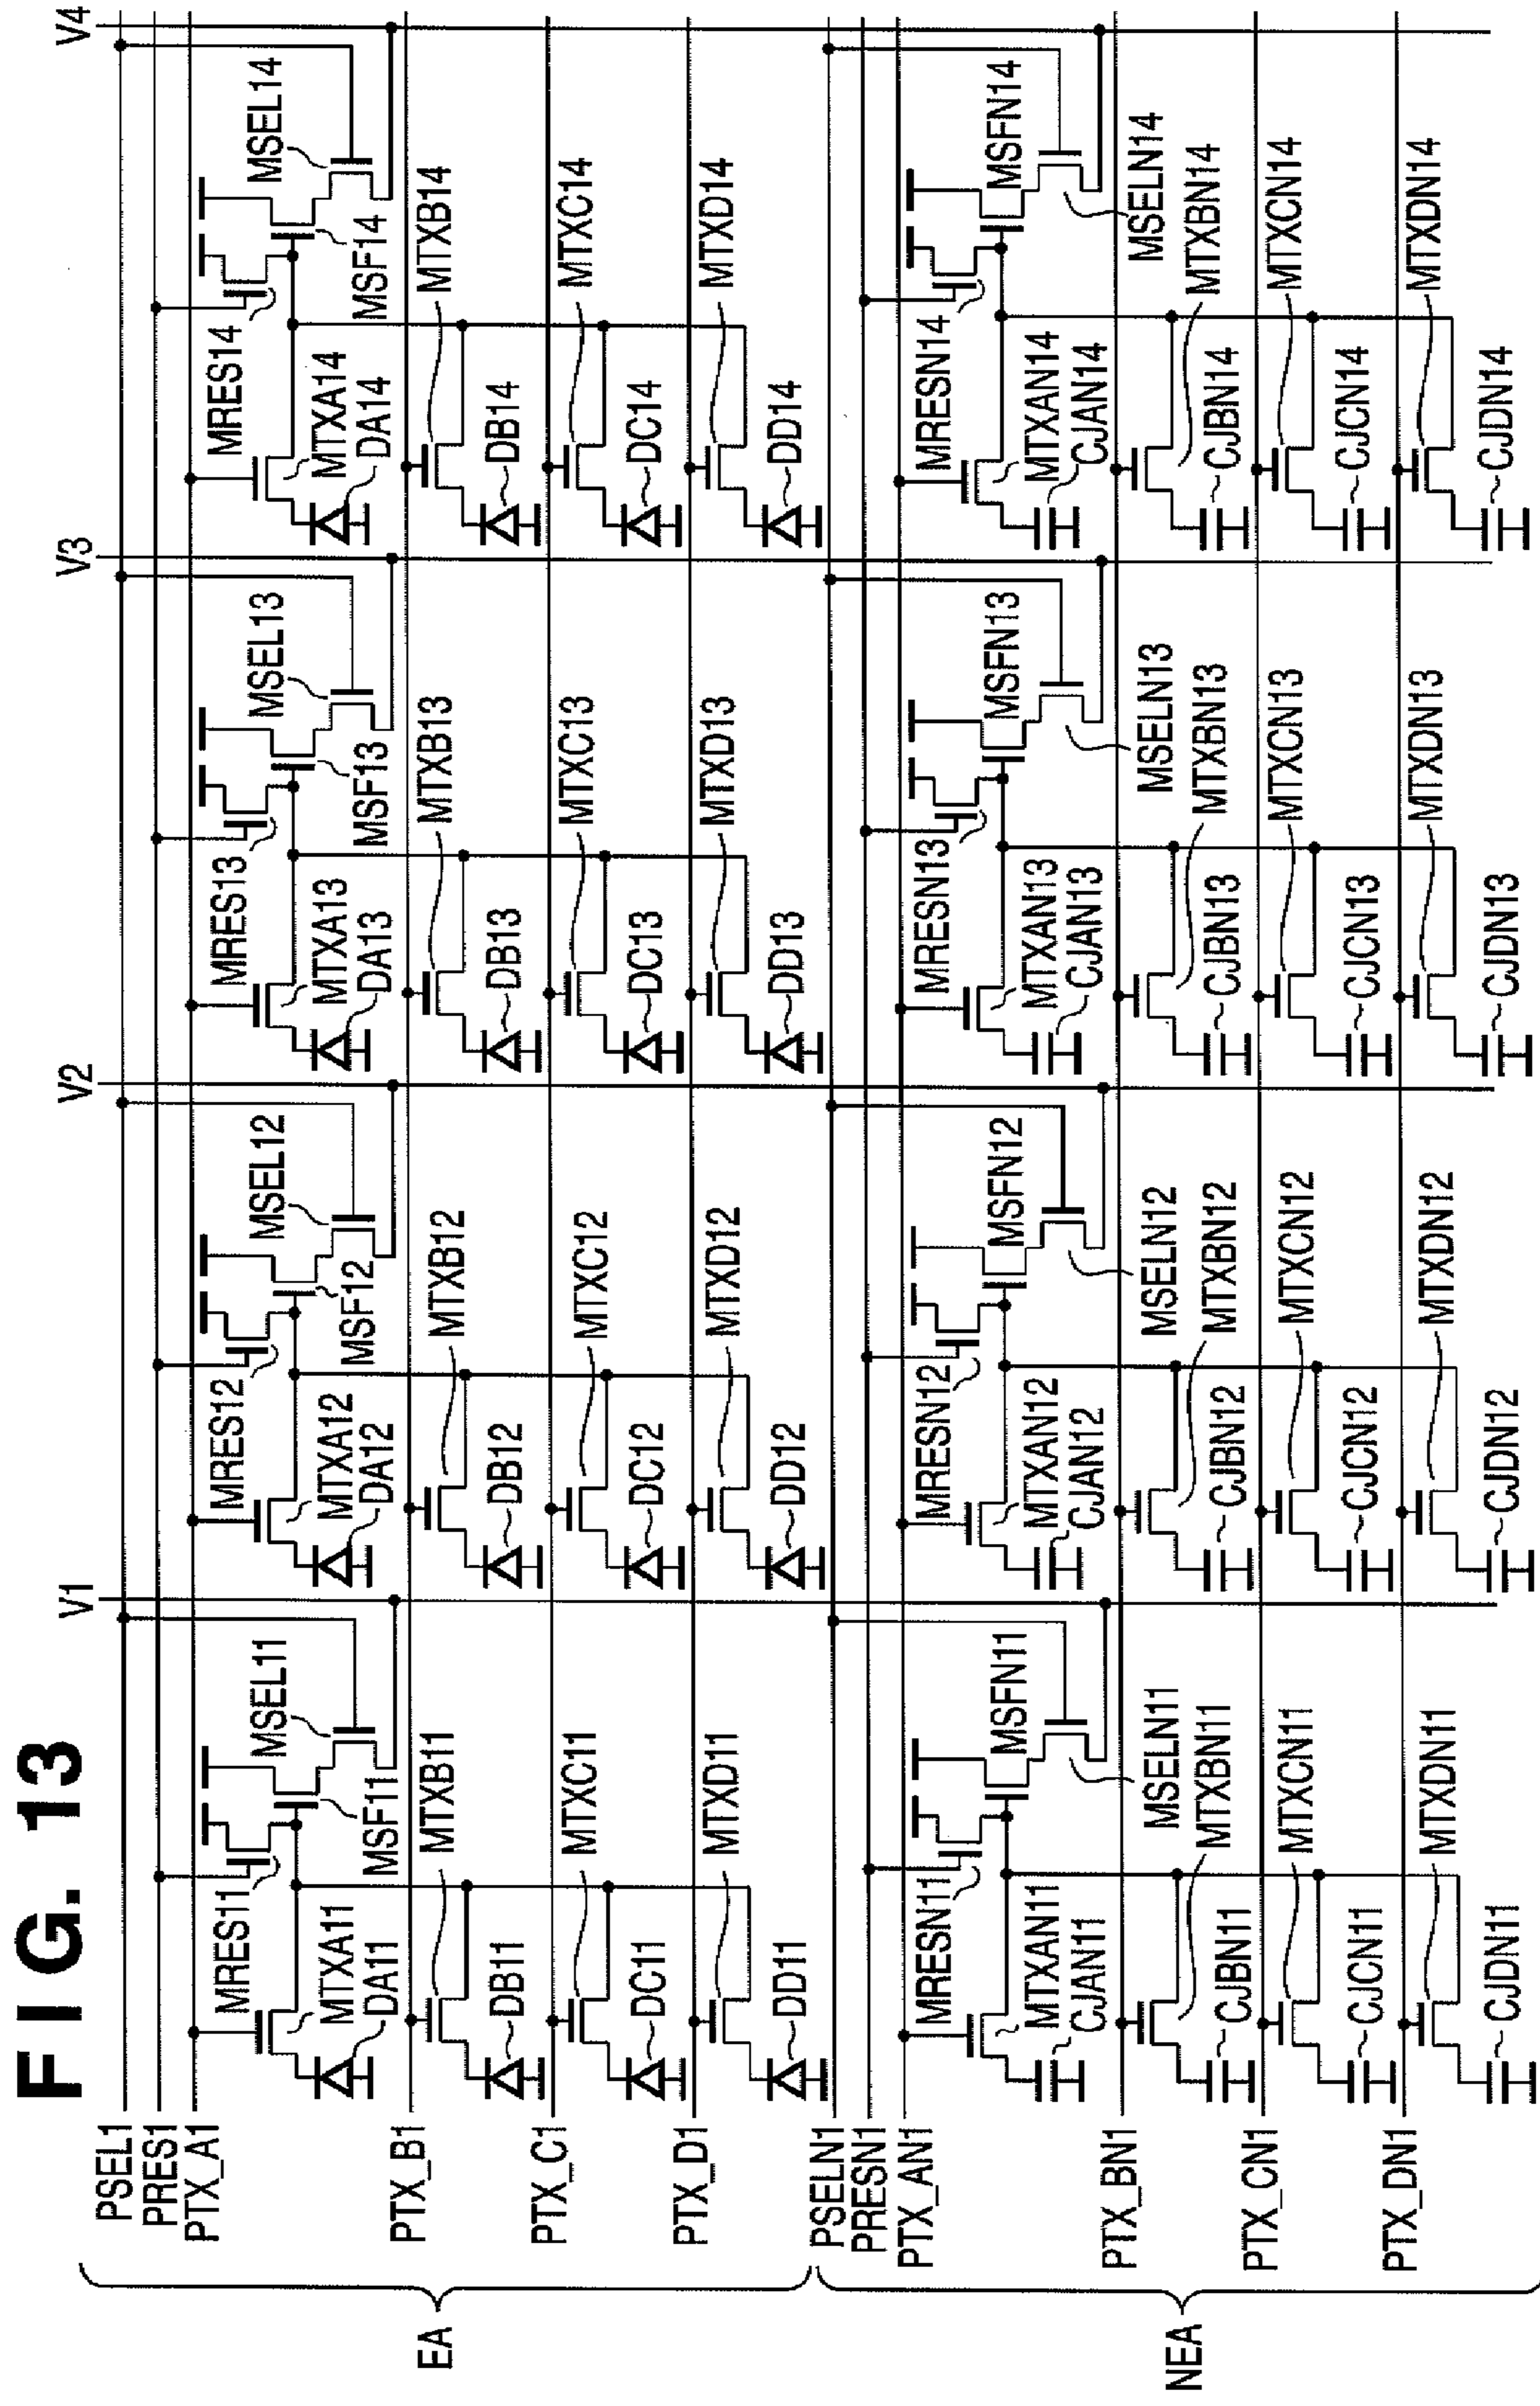 FIG. 13
V1
V2
V3
V4
PSEL1
PRES1
PTX_A1
MRES11
MSEL11
MRES12
MSEL12
MRES13
MSEL13
MRES14
MSEL14
MTXA11
MSF11
MTXA12
MSF12
MTXA13
MSF13
MTXA14
MSF14
DA11
DA12
DA13
DA14
EA
PTX_B1
MTXB11
MTXB12
MTXB13
MTXB14
DB11
DB12
DB13
DB14
PTX_C1
MTXC11
MTXC12
MTXC13
MTXC14
DC11
DC12
DC13
DC14
PTX_D1
MTXD11
MTXD12
MTXD13
MTXD14
DD11
DD12
DD13
DD14
PSELN1
PRESN1
PTX_AN1
MRESN11
MSFN11
MRESN12
MSFN12
MRESN13
MSFN13
MRESN14
MSFN14
MTXAN11
MTXAN12
MTXAN13
MTXAN14
CJAN11
CJAN12
CJAN13
CJAN14
NEA
PTX_BN1
MSELN11
MSELN12
MSELN13
MSELN14
MTXBN11
MTXBN12
MTXBN13
MTXBN14
CJBN11
CJBN12
CJBN13
CJBN14
PTX_CN1
MTXCN11
MTXCN12
MTXCN13
MTXCN14
CJCN11
CJCN12
CJCN13
CJCN14
PTX_DN1
MTXDN11
MTXDN12
MTXDN13
MTXDN14
CJDN11
CJDN12
CJDN13
CJDN14